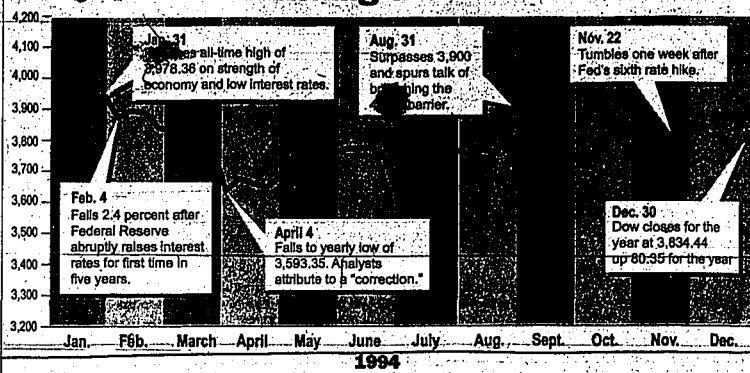 4,200
4,100
4,000
3,900
3,800
3,700
3,600
3,500
3,400
3,300
3,200
Jan. 31
all-time high of
3,978.36 on strength of
economy and low interest rates.
Feb. 4
Falls 2.4 percent after
Federal Reserve
abruptly raises interest
rates for first time in
five years.
April 4
Falls to yearly low of
3,593.35. Analysts
attribute to a "correction."
Aug. 31
Surpasses 3,900
and spurs talk of
the
barrier.
Nov. 22
Tumbles one week after
Fed's sixth rate hike.
Dec. 30
Dow closes for the
year at 3,834.44
up 80.35 for the year
Jan. Feb. March April May June July Aug. Sept. Oct. Nov. Dec.
1994